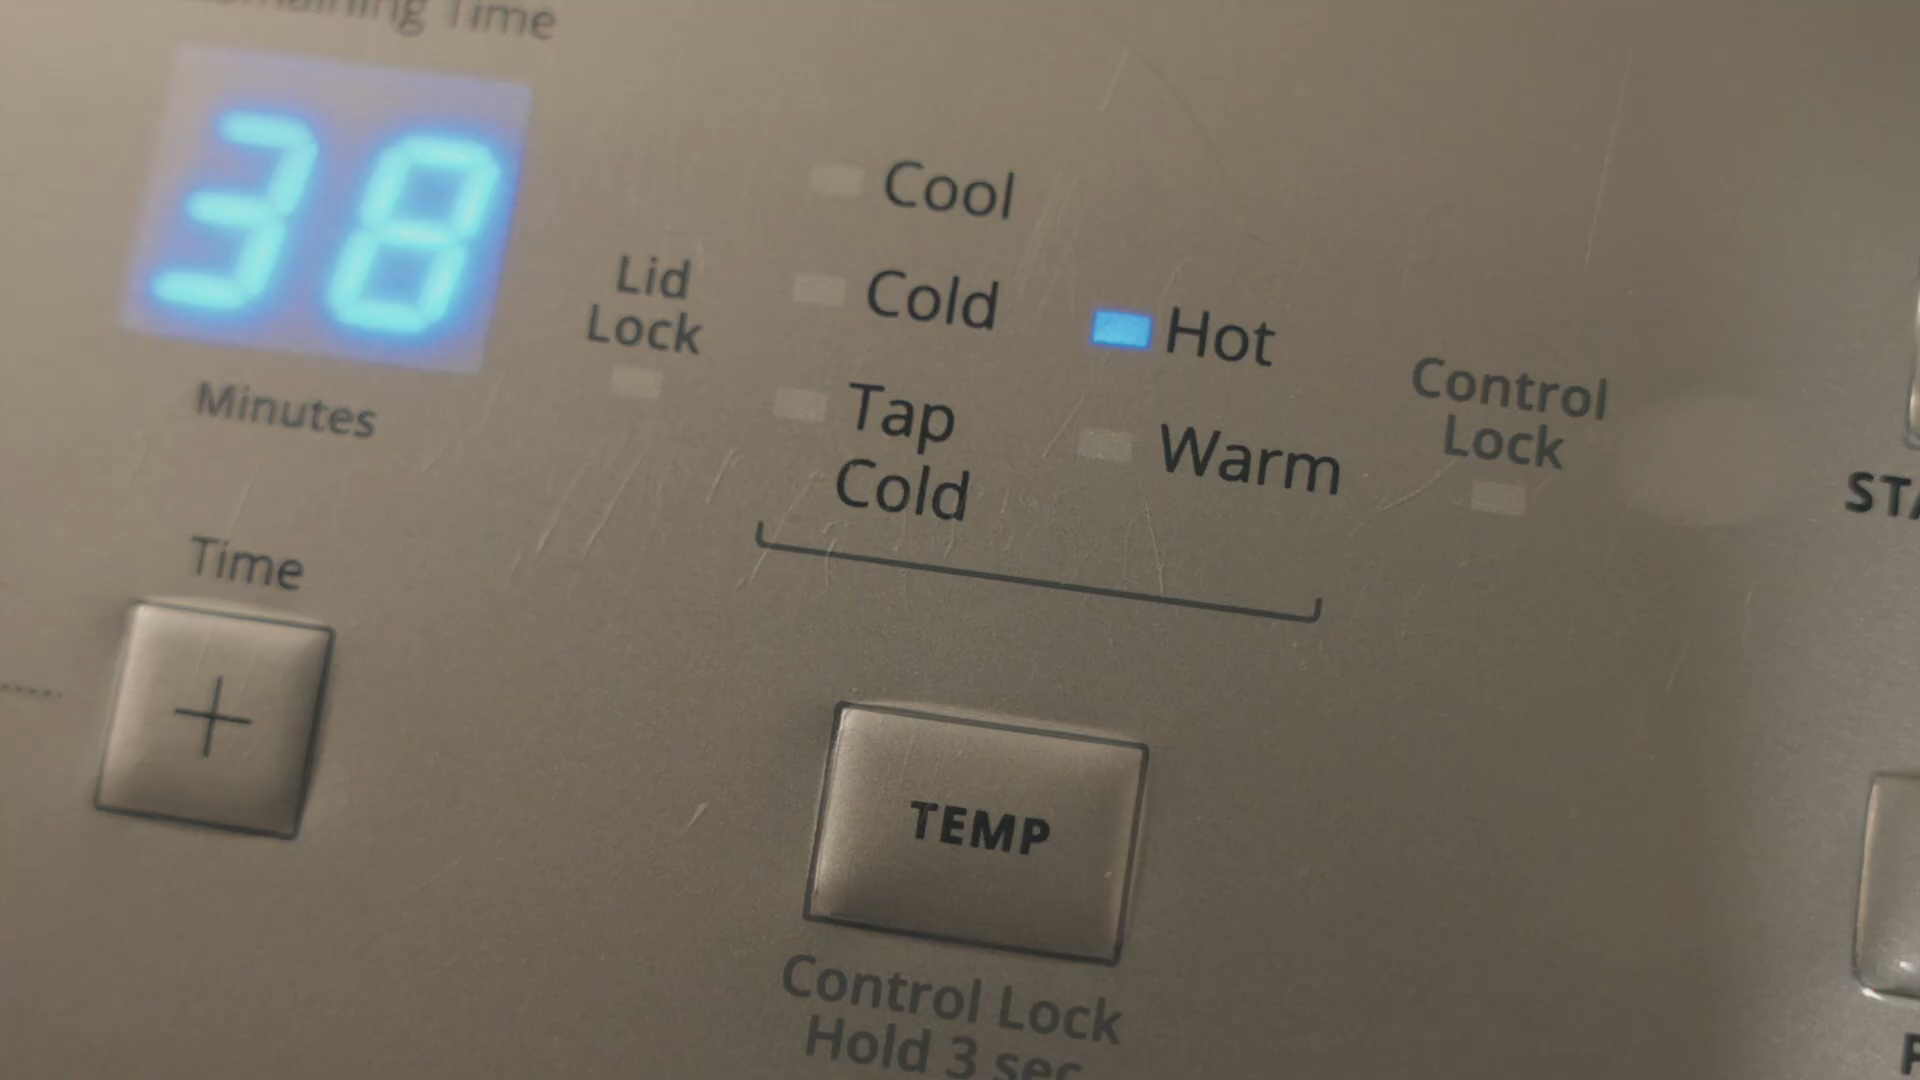 Time
38
Minutes
Lid
Lock
Cool
Cold
Tap
Cold
Hot
Warm
Control
Lock
Time
+
TEMP
Control Lock
Hold 3 sec